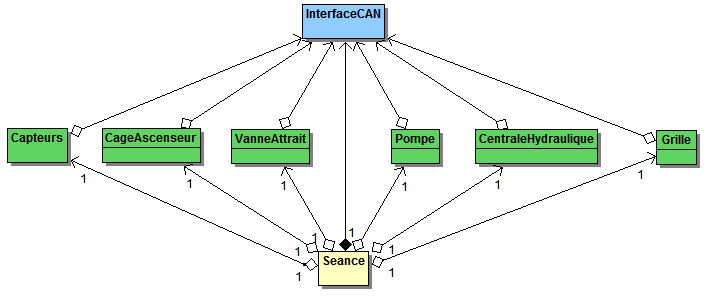 InterfaceCAN
Capteurs
CageAscenseur
VanneAttrait
Pompe
CentraleHydraulique
Grille
1
1
1
1
1
1
1
1
1
1
1
1
Seance